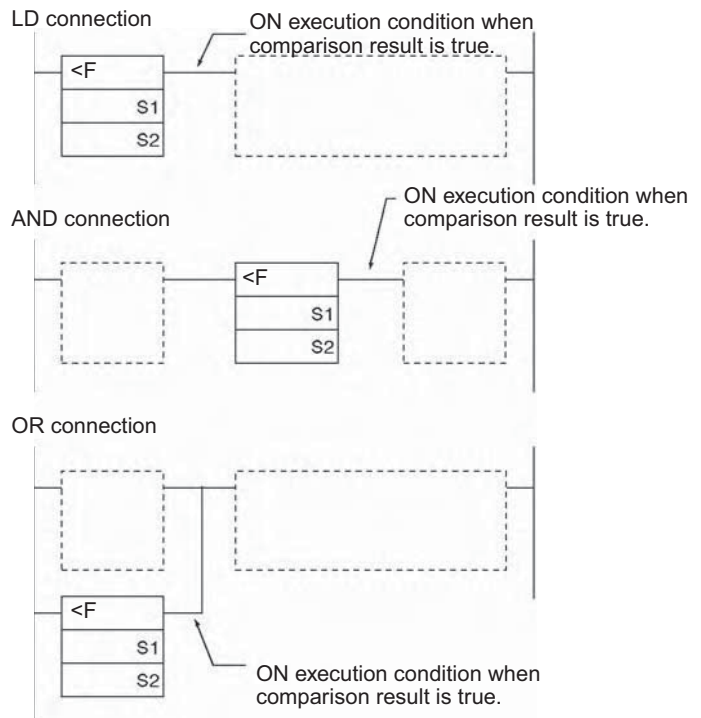 LD connection
ON execution condition when
comparison result is true.
<F
S1
S2
ON execution condition when
comparison result is true.
AND connection
<F
S1
S2
OR connection
<F
S1
S2
ON execution condition when
comparison result is true.